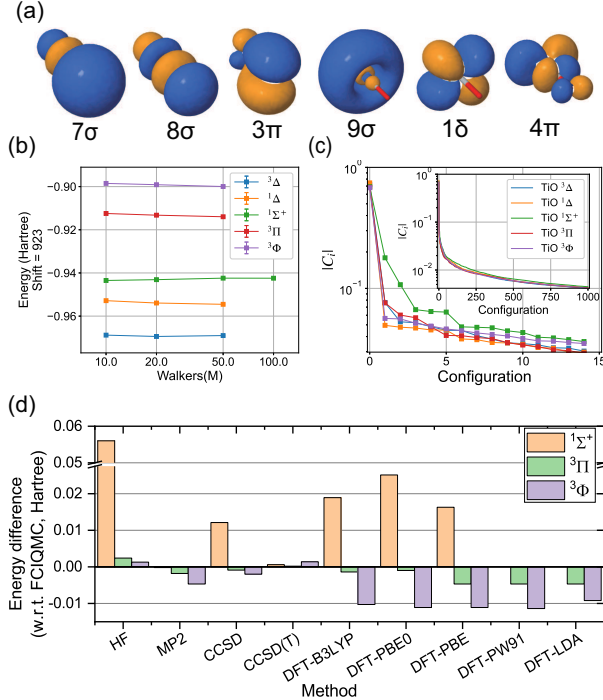 (a)
7σ 8σ 3π 9σ 1δ 4π
(b)
Energy (Hartree)
Shift = 923
−0.90
−0.92
−0.94
−0.96
³Δ
¹Δ
¹Σ⁺
³Π
³Φ
10.0 20.0 50.0 100.0
Walkers(M)
(c)
|Cᵢ|
10⁰
10⁻¹
0 5 10 15
Configuration
|Cᵢ|
10⁰
10⁻¹
10⁻²
TiO ³Δ
TiO ¹Δ
TiO ¹Σ⁺
TiO ³Π
TiO ³Φ
0 250 500 750 1000
Configuration
(d)
Energy difference
(w.r.t. FCIQMC, Hartree)
0.06
0.05
0.02
0.01
0.00
-0.01
¹Σ⁺
³Π
³Φ
HF MP2 CCSD CCSD(T) DFT-B3LYP DFT-PBE0 DFT-PBE DFT-PW91 DFT-LDA
Method